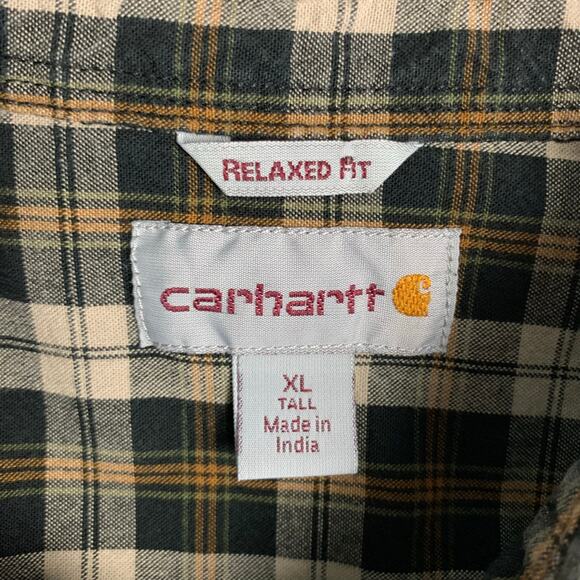 RELAXED FIT
carhartt
XL
TALL
Made in
India